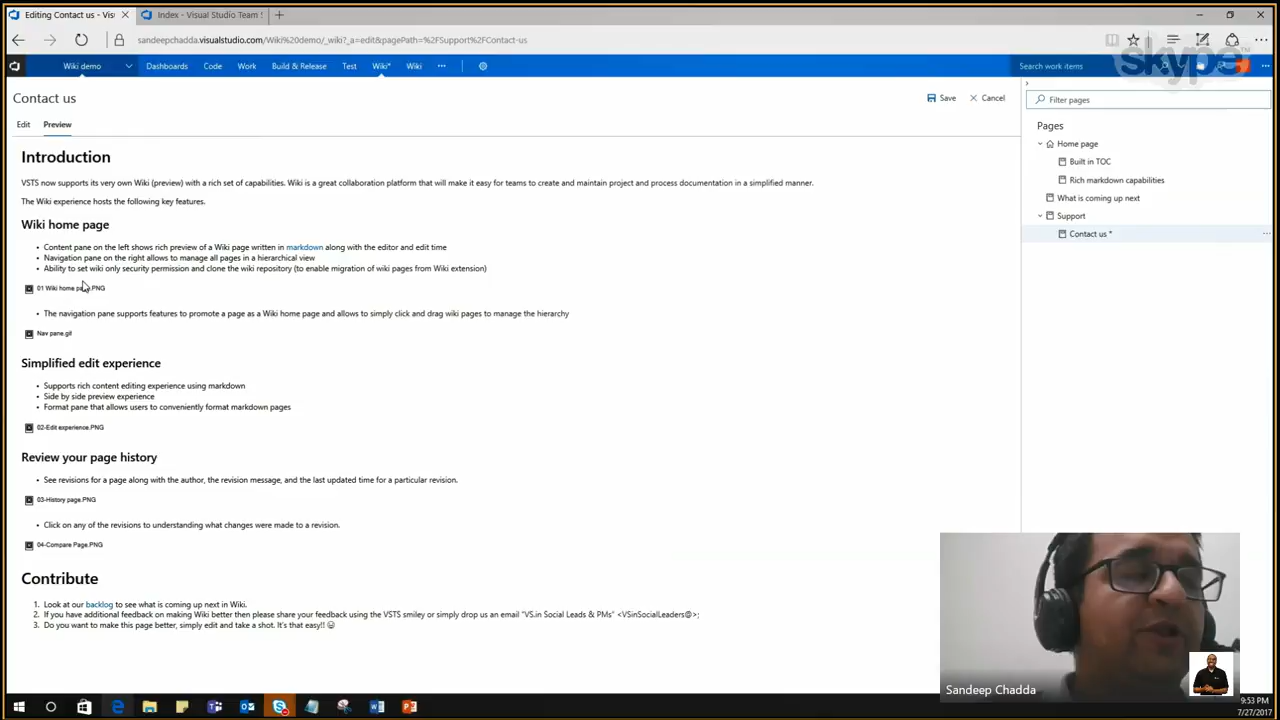 Editing Contact us - Vis
Index - Visual Studio Team S
sandeepchadda.visualstudio.com/Wiki%20demo/_wiki?_a=edit&pagePath=%2FSupport%2FContact-us
Wiki demo Dashboards Code Work Build & Release Test Wiki* Wiki Search work items
skype™
Contact us
Save Cancel
Edit Preview
Introduction
VSTS now supports its very own Wiki (preview) with a rich set of capabilities. Wiki is a great collaboration platform that will make it easy for teams to create and maintain project and process documentation in a simplified manner.
The Wiki experience hosts the following key features.
Wiki home page
• Content pane on the left shows rich preview of a Wiki page written in markdown along with the editor and edit time
• Navigation pane on the right allows to manage all pages in a hierarchical view
• Ability to set wiki only security permission and clone the wiki repository (to enable migration of wiki pages from Wiki extension)
01 Wiki home page.PNG
• The navigation pane supports features to promote a page as a Wiki home page and allows to simply click and drag wiki pages to manage the hierarchy
Nav pane.gif
Simplified edit experience
• Supports rich content editing experience using markdown
• Side by side preview experience
• Format pane that allows users to conveniently format markdown pages
02-Edit experience.PNG
Review your page history
• See revisions for a page along with the author, the revision message, and the last updated time for a particular revision.
03-History page.PNG
• Click on any of the revisions to understanding what changes were made to a revision.
04-Compare Page.PNG
Contribute
1. Look at our backlog to see what is coming up next in Wiki.
2. If you have additional feedback on making Wiki better then please share your feedback using the VSTS smiley or simply drop us an email "VS.in Social Leads & PMs" <VSinSocialLeaders@>;
3. Do you want to make this page better, simply edit and take a shot. It's that easy!! 😉
Filter pages
Pages
Home page
Built in TOC
Rich markdown capabilities
What is coming up next
Support
Contact us *
Sandeep Chadda
9:53 PM
7/27/2017